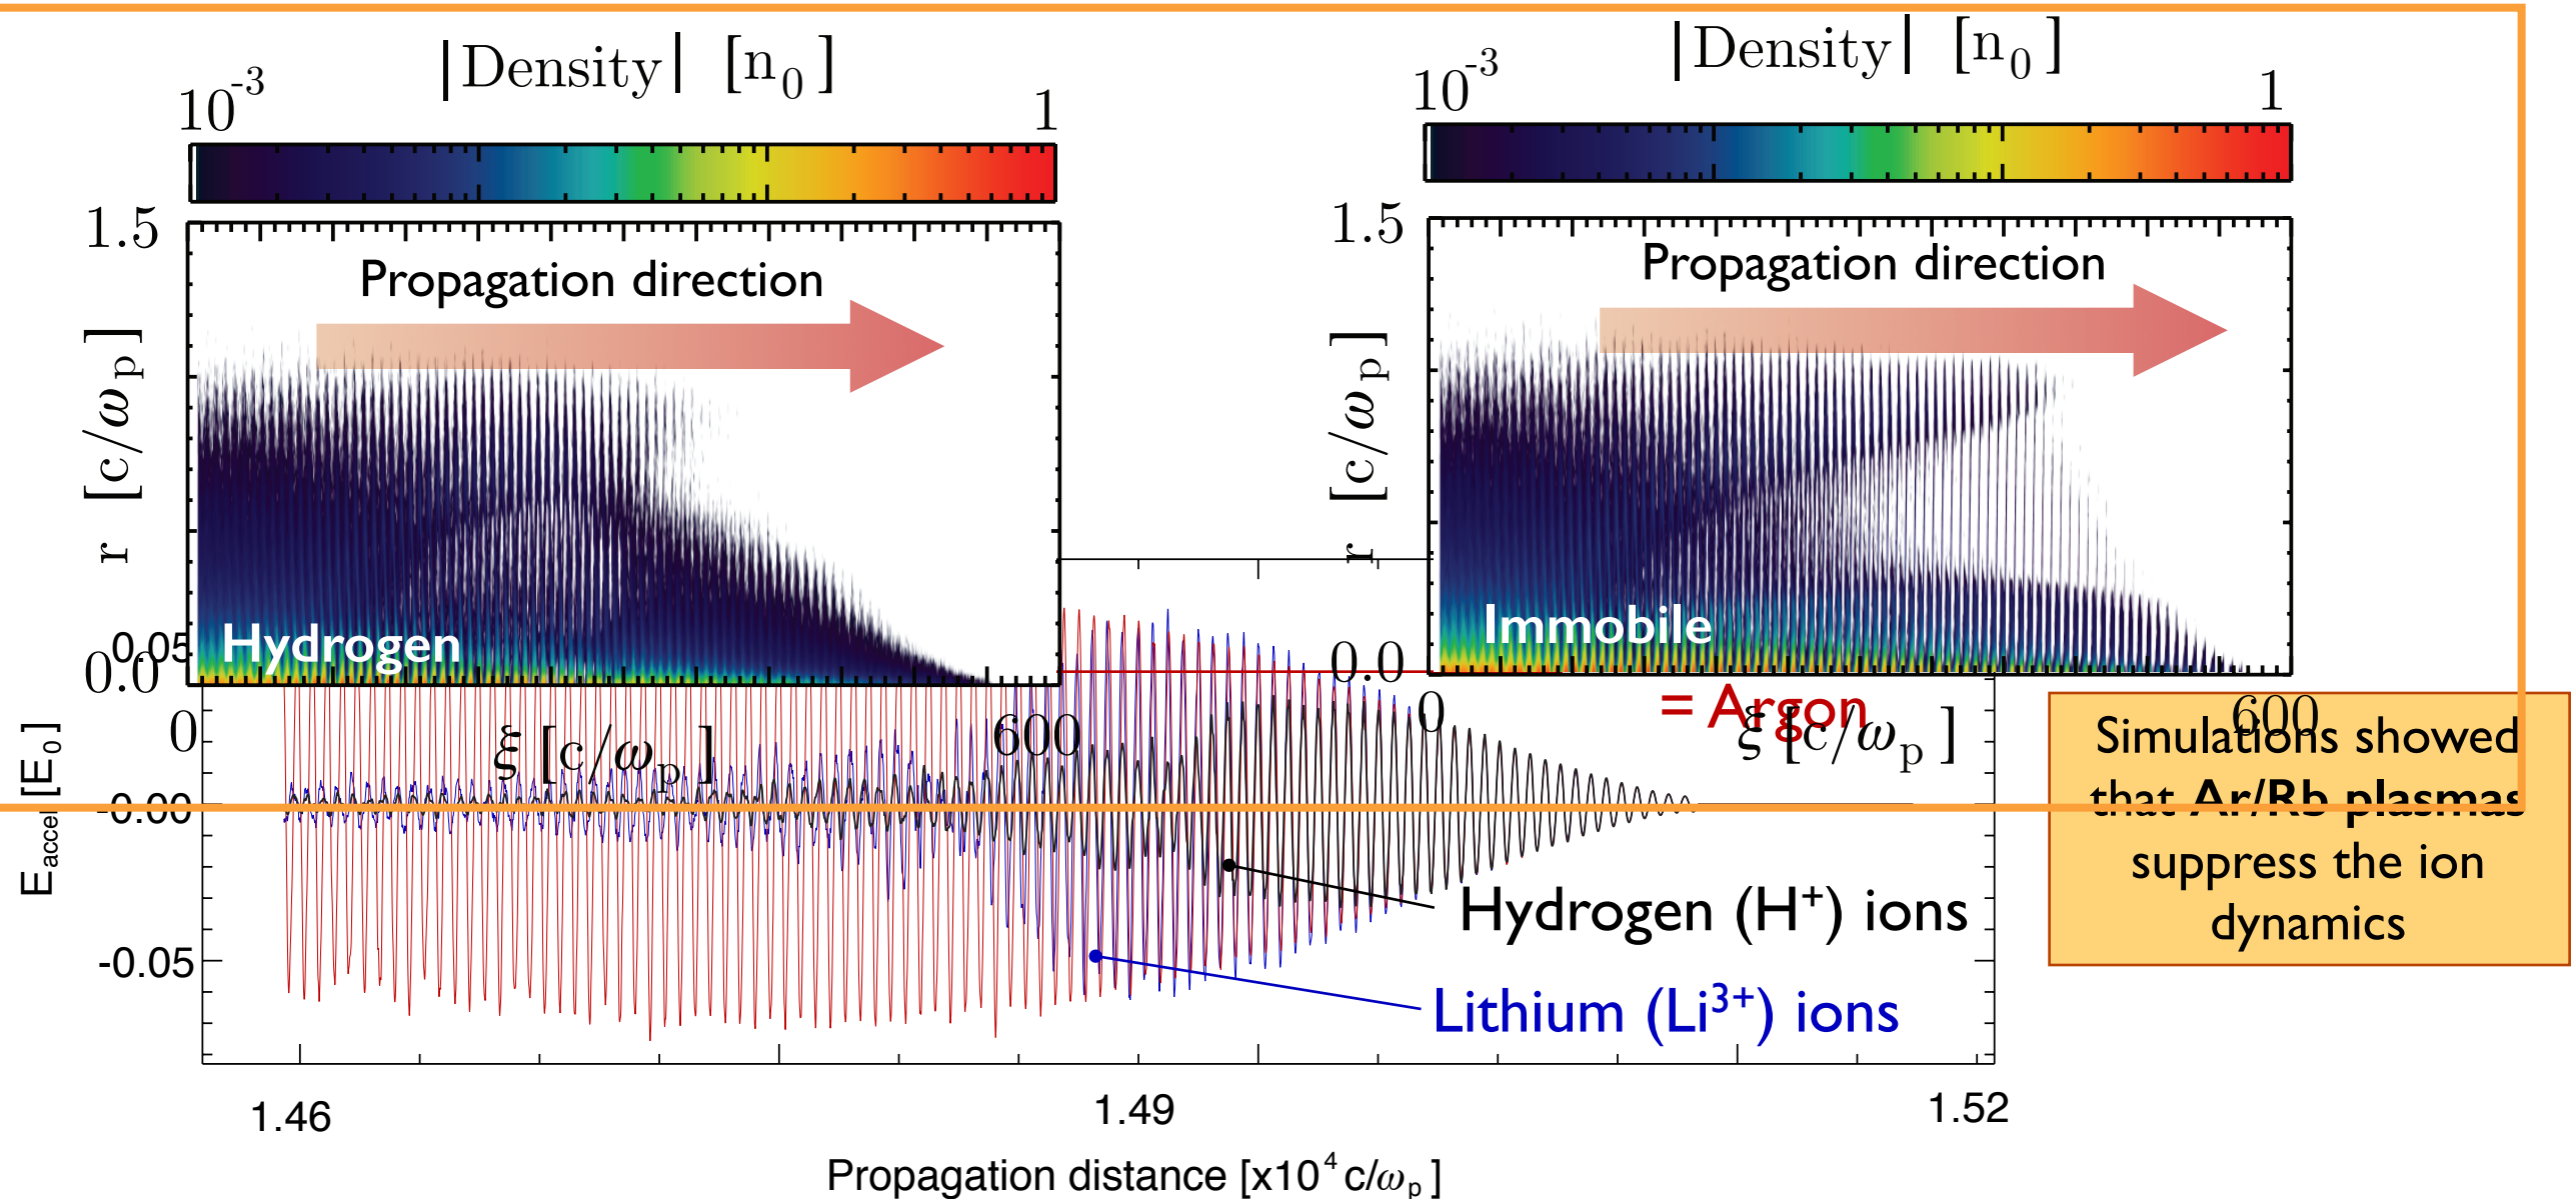 |Density| [n₀]
10⁻³ 1
1.5
Propagation direction
r [c/ωₚ]
Hydrogen
0.0
0 600
ξ [c/ωₚ]
|Density| [n₀]
10⁻³ 1
1.5
Propagation direction
r [c/ωₚ]
Immobile
0.0
0 600
ξ [c/ωₚ]
= Argon
0.05
-0.00
-0.05
E_accel [E₀]
Hydrogen (H⁺) ions
Lithium (Li³⁺) ions
1.46 1.49 1.52
Propagation distance [x10⁴ c/ωₚ]
Simulations showed
that Ar/Rb plasmas
suppress the ion
dynamics